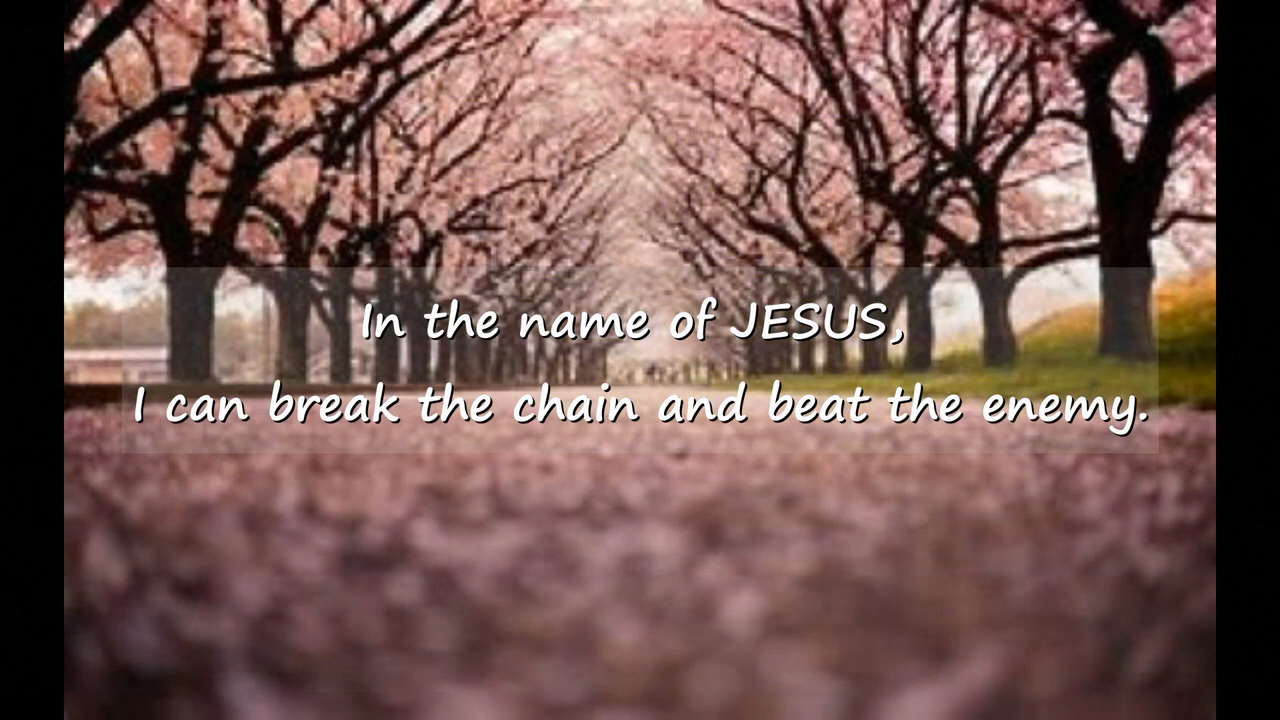 In the name of JESUS,
I can break the chain and beat the enemy.